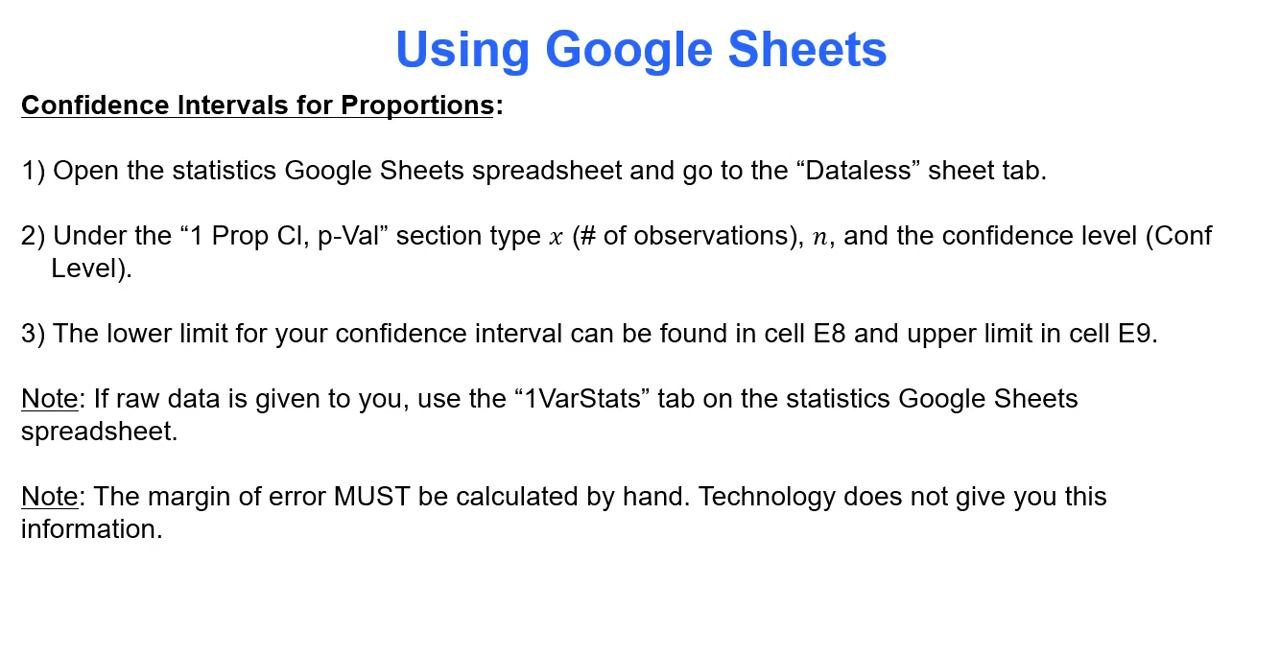 Using Google Sheets
Confidence Intervals for Proportions:
1) Open the statistics Google Sheets spreadsheet and go to the “Dataless” sheet tab.
2) Under the “1 Prop CI, p-Val” section type x (# of observations), n, and the confidence level (Conf
Level).
3) The lower limit for your confidence interval can be found in cell E8 and upper limit in cell E9.
Note: If raw data is given to you, use the “1VarStats” tab on the statistics Google Sheets
spreadsheet.
Note: The margin of error MUST be calculated by hand. Technology does not give you this
information.